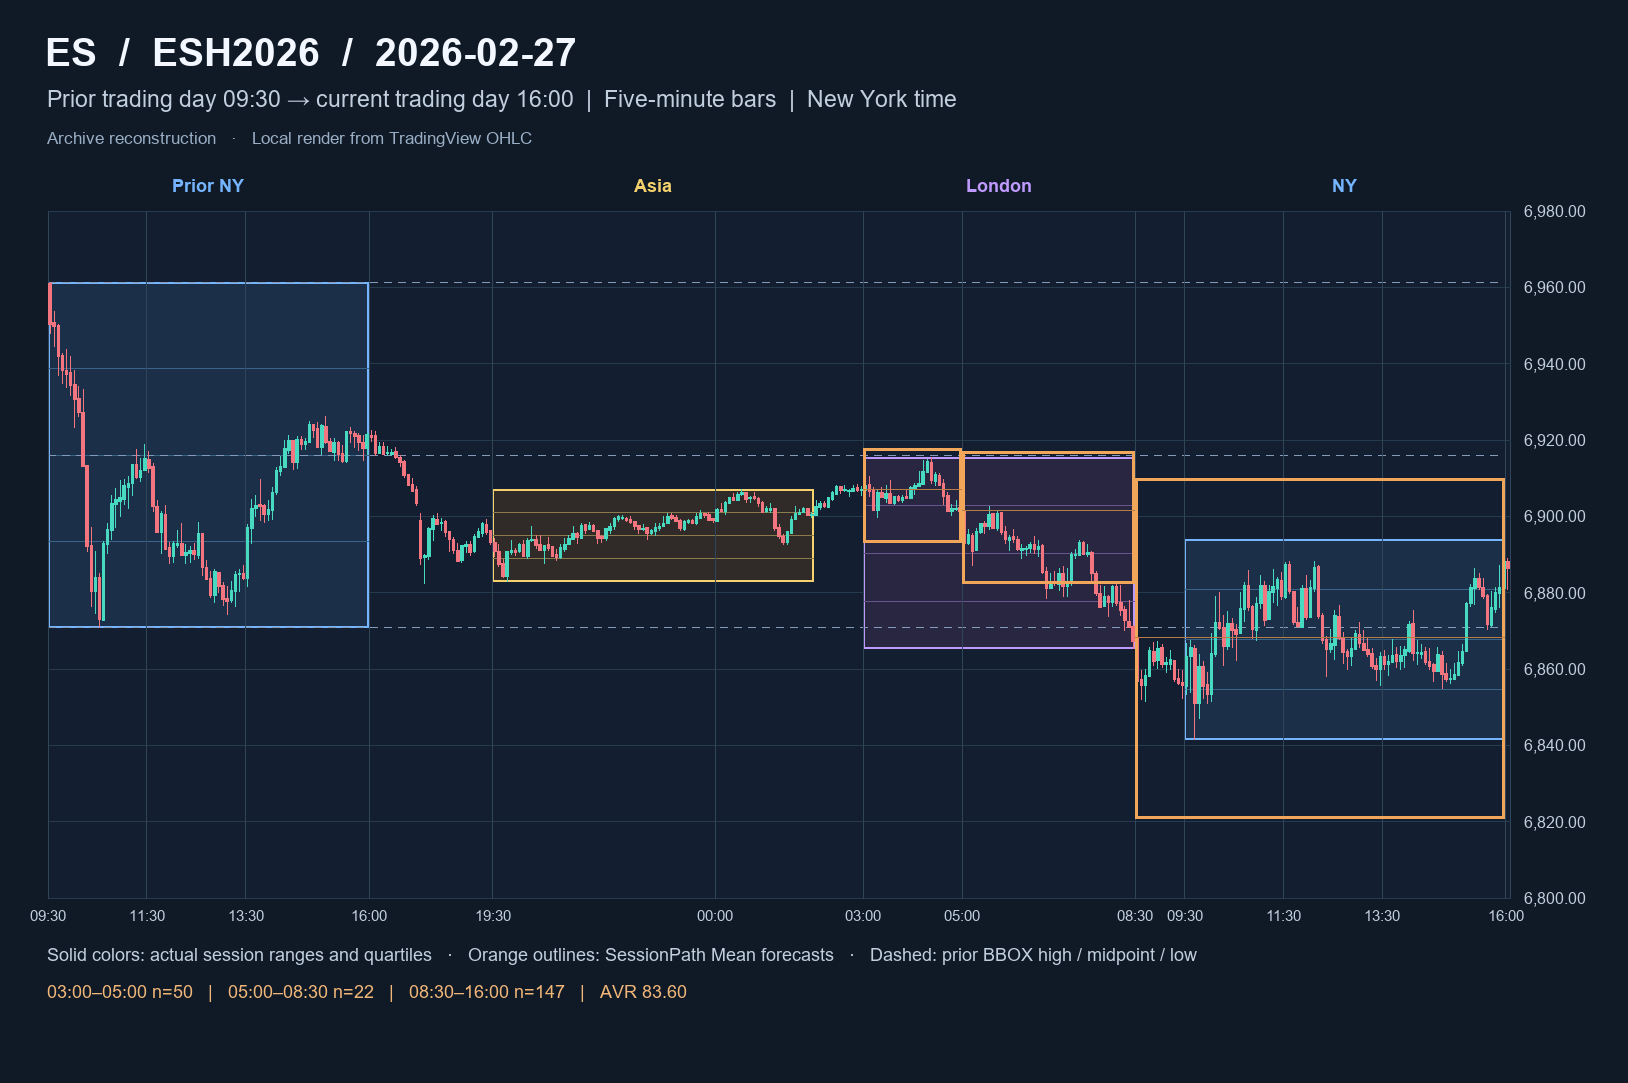 ES / ESH2026 / 2026-02-27
Prior trading day 09:30 → current trading day 16:00 | Five-minute bars | New York time
Archive reconstruction · Local render from TradingView OHLC
Prior NY Asia London NY
6,980.00
6,960.00
6,940.00
6,920.00
6,900.00
6,880.00
6,860.00
6,840.00
6,820.00
6,800.00
09:30 11:30 13:30 16:00 19:30 00:00 03:00 05:00 08:30 09:30 11:30 13:30 16:00
Solid colors: actual session ranges and quartiles · Orange outlines: SessionPath Mean forecasts · Dashed: prior BBOX high / midpoint / low
03:00–05:00 n=50 | 05:00–08:30 n=22 | 08:30–16:00 n=147 | AVR 83.60